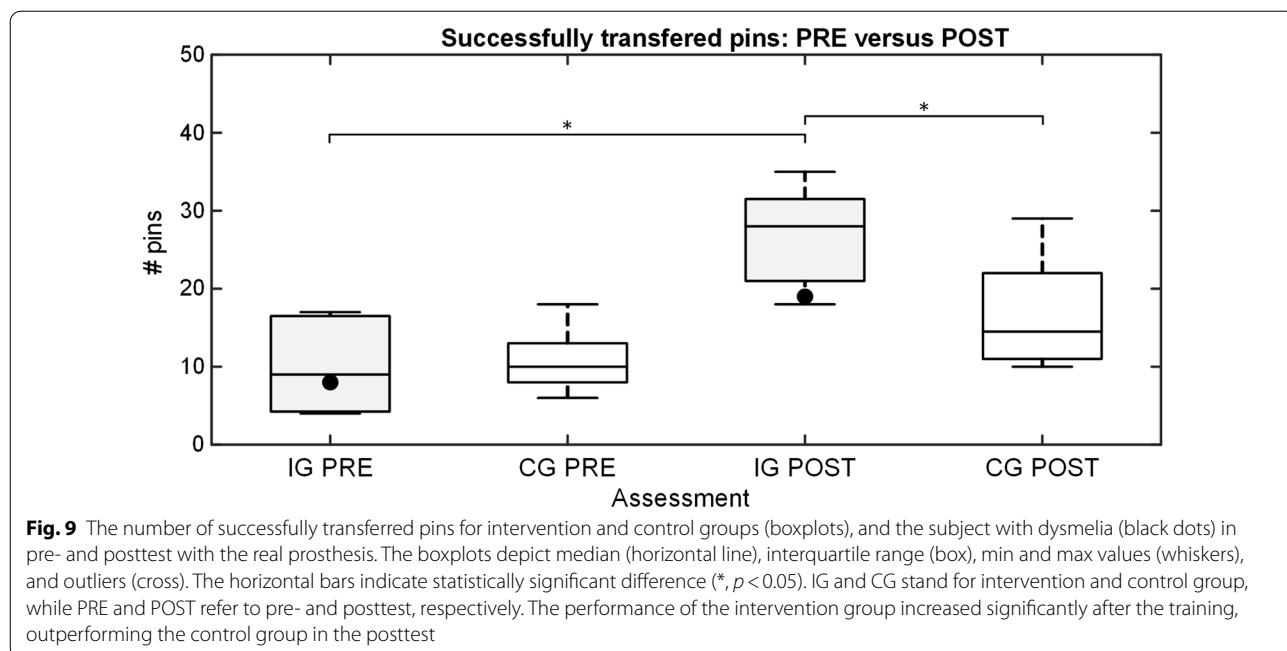 Successfully transfered pins: PRE versus POST
50
40
30
20
10
0
# pins
*
*
IG PRE
CG PRE
IG POST
CG POST
Assessment
Fig. 9 The number of successfully transferred pins for intervention and control groups (boxplots), and the subject with dysmelia (black dots) in
pre- and posttest with the real prosthesis. The boxplots depict median (horizontal line), interquartile range (box), min and max values (whiskers),
and outliers (cross). The horizontal bars indicate statistically significant difference (*, p < 0.05). IG and CG stand for intervention and control group,
while PRE and POST refer to pre- and posttest, respectively. The performance of the intervention group increased significantly after the training,
outperforming the control group in the posttest